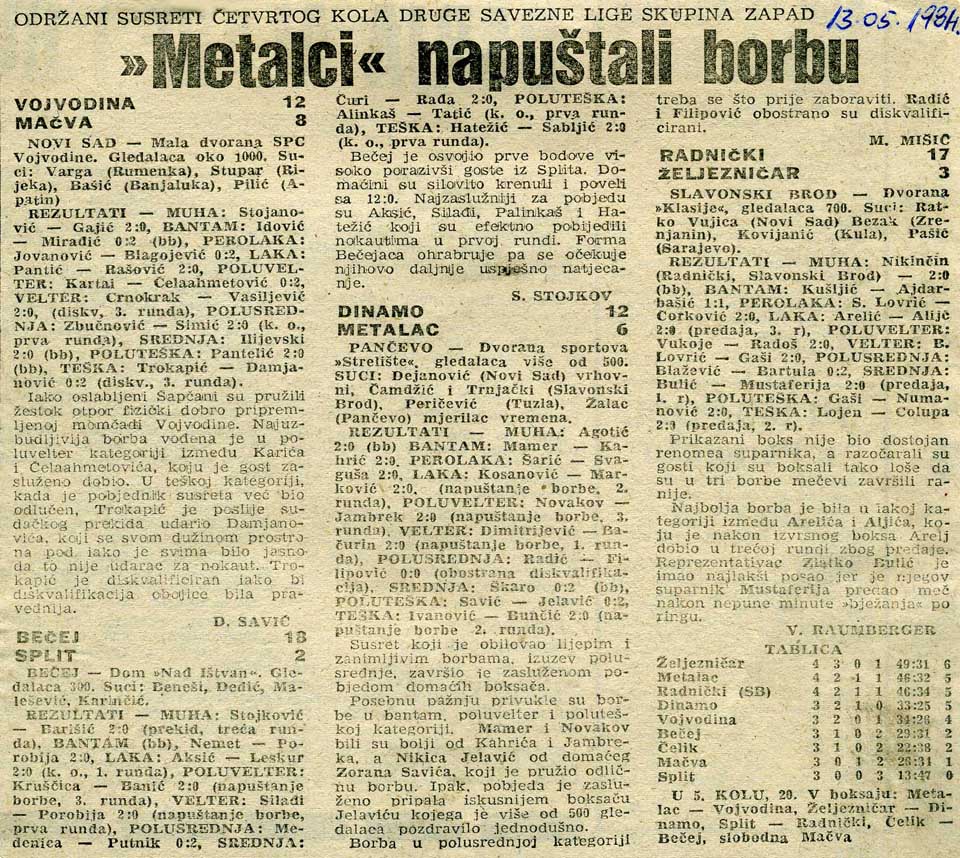 ODRŽANI SUSRETI ČETVRTOG KOLA DRUGE SAVEZNE LIGE SKUPINA ZAPAD
13.05.1984.
»Metalci« napuštali borbu
VOJVODINA 12
MAČVA 8
NOVI SAD — Mala dvorana SPC
Vojvodine. Gledalaca oko 1000. Su-
ci: Varga (Rumenka), Stupar (Ri-
jeka), Bašić (Banjaluka), Pilić (A-
patin)
REZULTATI — MUHA: Stojano-
vić — Gajić 2:0, BANTAM: Idović
— Miradić 0:2 (bb), PEROLAKA:
Jovanović — Blagojević 0:2, LAKA:
Pantić — Rašović 2:0, POLUVEL-
TER: Kartai — Čelaahmetović 0:2,
VELTER: Crnokrak — Vasiljević
2:0, (diskv, 3. runda), POLUSRED-
NJA: Zbučnović — Simić 2:0 (k. o.,
prva runda), SREDNJA: Ilijevski
2:0 (bb), POLUTEŠKA: Pantelić 2:0
(bb), TEŠKA: Trokapić — Damja-
nović 0:2 (diskv., 3. runda).
Iako oslabljeni Šapčani su pružili
žestok otpor fizički dobro priprem-
ljenoj momčadi Vojvodine. Najuz-
budljivija borba vođena je u po-
luvelter kategoriji između Karića
i Čelaahmetovića, koju je gost za-
služeno dobio. U teškoj kategoriji,
kada je pobjednik susreta već bio
odlučen, Trokapić je poslije su-
dačkog prekida udario Damjano-
vića, koji se svom dužinom prostro
na pod iako je svima bilo jasno
da to nije udarac za nokaut. Tro-
kapić je diskvalificiran iako bi
diskvalifikacija obojice bila pra-
vednija.
D. SAVIĆ
BEČEJ 18
SPLIT 2
BEČEJ — Dom »Nađ Ištvan«. Gle-
dalaca 300. Suci: Beneši, Dedić, Ma-
lešević, Karinčić.
REZULTATI — MUHA: Stojković
— Barišić 2:0 (prekid, treća run-
da), BANTAM (bb), Nemet — Po-
robija 2:0, LAKA: Aksić — Leskur
2:0 (k. o., 1. runda), POLUVELTER:
Kruščica — Banić 2:0 (napuštanje
borbe, 3. runda), VELTER: Silađi
— Porobija 2:0 (napuštanje borbe,
prva runda), POLUSREDNJA: Me-
denica — Putnik 0:2, SREDNJA:
Curi — Rađa 2:0, POLUTEŠKA:
Alinkaš — Tatić (k. o., prva run-
da), TEŠKA: Hatežić — Sabljić 2:0
(k. o., prva runda).
Bečej je osvojio prve bodove vi-
soko porazivši goste iz Splita. Do-
maćini su silovito krenuli i poveli
sa 12:0. Najzaslužniji za pobjedu
su Aksić, Silađi, Palinkaš i Ha-
težić koji su efektno pobijedili
nokautima u prvoj rundi. Forma
Bečejaca ohrabruje pa se očekuje
njihovo daljnje uspješno natjeca-
nje.
S. STOJKOV
DINAMO 12
METALAC 6
PANČEVO — Dvorana sportova
»Strelište«, gledalaca više od 500.
SUCI: Dejanović (Novi Sad) vrhov-
ni, Čamdžić i Trnjački (Slavonski
Brod), Peričević (Tuzla), Žalac
(Pančevo) mjerilac vremena.
REZULTATI — MUHA: Agotić
2:0 (bb) BANTAM: Mamer — Ka-
hrić 2:0, PEROLAKA: Šarić — Sva-
guša 2:0, LAKA: Kosanović — Mar-
ković 2:0, (napuštanje borbe, 2.
runda), POLUVELTER: Novakov —
Jambrek 2:0 (napuštanje borbe, 3.
runda), VELTER: Dimitrijević — Ba-
čurin 2:0 (napuštanje borbe, 1. run-
da), POLUSREDNJA: Radić — Fi-
lipović 0:0 (obostrana diskvalifika-
cija), SREDNJA: Škaro 0:2 (bb),
POLUTEŠKA: Savić — Jelavić 0:2,
TEŠKA: Ivanović — Bunčić 2:0 (na-
puštanje borbe 2. runda).
Susret koji je obilovao lijepim i
zanimljivim borbama, izuzev polu-
srednje, završio je zasluženom po-
bjedom domaćih boksača.
Posebnu pažnju privukle su bor-
be u bantam, poluvelter i poluteš-
koj kategoriji. Mamer i Novakov
bili su bolji od Kahrića i Jambre-
ka, a Nikica Jelavić od domaćeg
Zorana Savića, koji je pružio odlič-
nu borbu. Ipak, pobjeda je zaslu-
ženo pripala iskusnijem boksaču
Jelaviću kojega je više od 500 gle-
dalaca pozdravilo jednodušno.
Borba u polusrednjoj kategoriji
treba se što prije zaboraviti. Radić
i Filipović obostrano su diskvalifi-
cirani.
M. MIŠIĆ
RADNIČKI 17
ŽELJEZNIČAR 3
SLAVONSKI BROD — Dvorana
»Klasije«, gledalaca 700. Suci: Rat-
ko Vujica (Novi Sad) Bezak (Zre-
njanin), Kovijanić (Kula), Pašić
(Sarajevo).
REZULTATI — MUHA: Nikinčin
(Radnički, Slavonski Brod) — 2:0
(bb), BANTAM: Kušljić — Ajdar-
bašić 1:1, PEROLAKA: S. Lovrić —
Ćorković 2:0, LAKA: Arelić — Alijć
2:0 (predaja, 3. r), POLUVELTER:
Vukoje — Radoš 2:0, VELTER: B.
Lovrić — Gaši 2:0, POLUSREDNJA:
Blažević — Bartula 0:2, SREDNJA:
Bulić — Mustaferija 2:0 (predaja,
1. r), POLUTEŠKA: Gaši — Numa-
nović 2:0, TEŠKA: Lojen — Colupa
2:0 (predaja, 2. r).
Prikazani boks nije bio dostojan
renomea suparnika, a razočarali su
gosti koji su boksali tako loše da
su u tri borbe mečevi završili ra-
nije.
Najbolja borba je bila u lakoj ka-
tegoriji između Arelića i Aljića, ko-
ju je nakon izvrsnog boksa Arelj
dobio u trećoj rundi zbog predaje.
Reprezentativac Zlatko Bulić je
imao najlakši posao jer je njegov
suparnik Mustaferija predao meč
nakon nepune minute »bježanja« po
ringu.
V. RAUMBERGER
TABLICA
Željezničar 4 3 0 1 49:31 6
Metalac 4 2 1 1 46:32 5
Radnički (SB) 4 2 1 1 46:34 5
Dinamo 3 2 1 0 33:25 5
Vojvodina 3 2 0 1 34:26 4
Bečej 3 1 0 2 29:31 2
Čelik 3 1 0 2 22:38 2
Mačva 3 0 1 2 26:31 1
Split 3 0 0 3 13:47 0
U 5. KOLU, 20. V boksaju: Meta-
lac — Vojvodina, Željezničar — Di-
namo, Split — Radnički, Čelik —
Bečej, slobodna Mačva